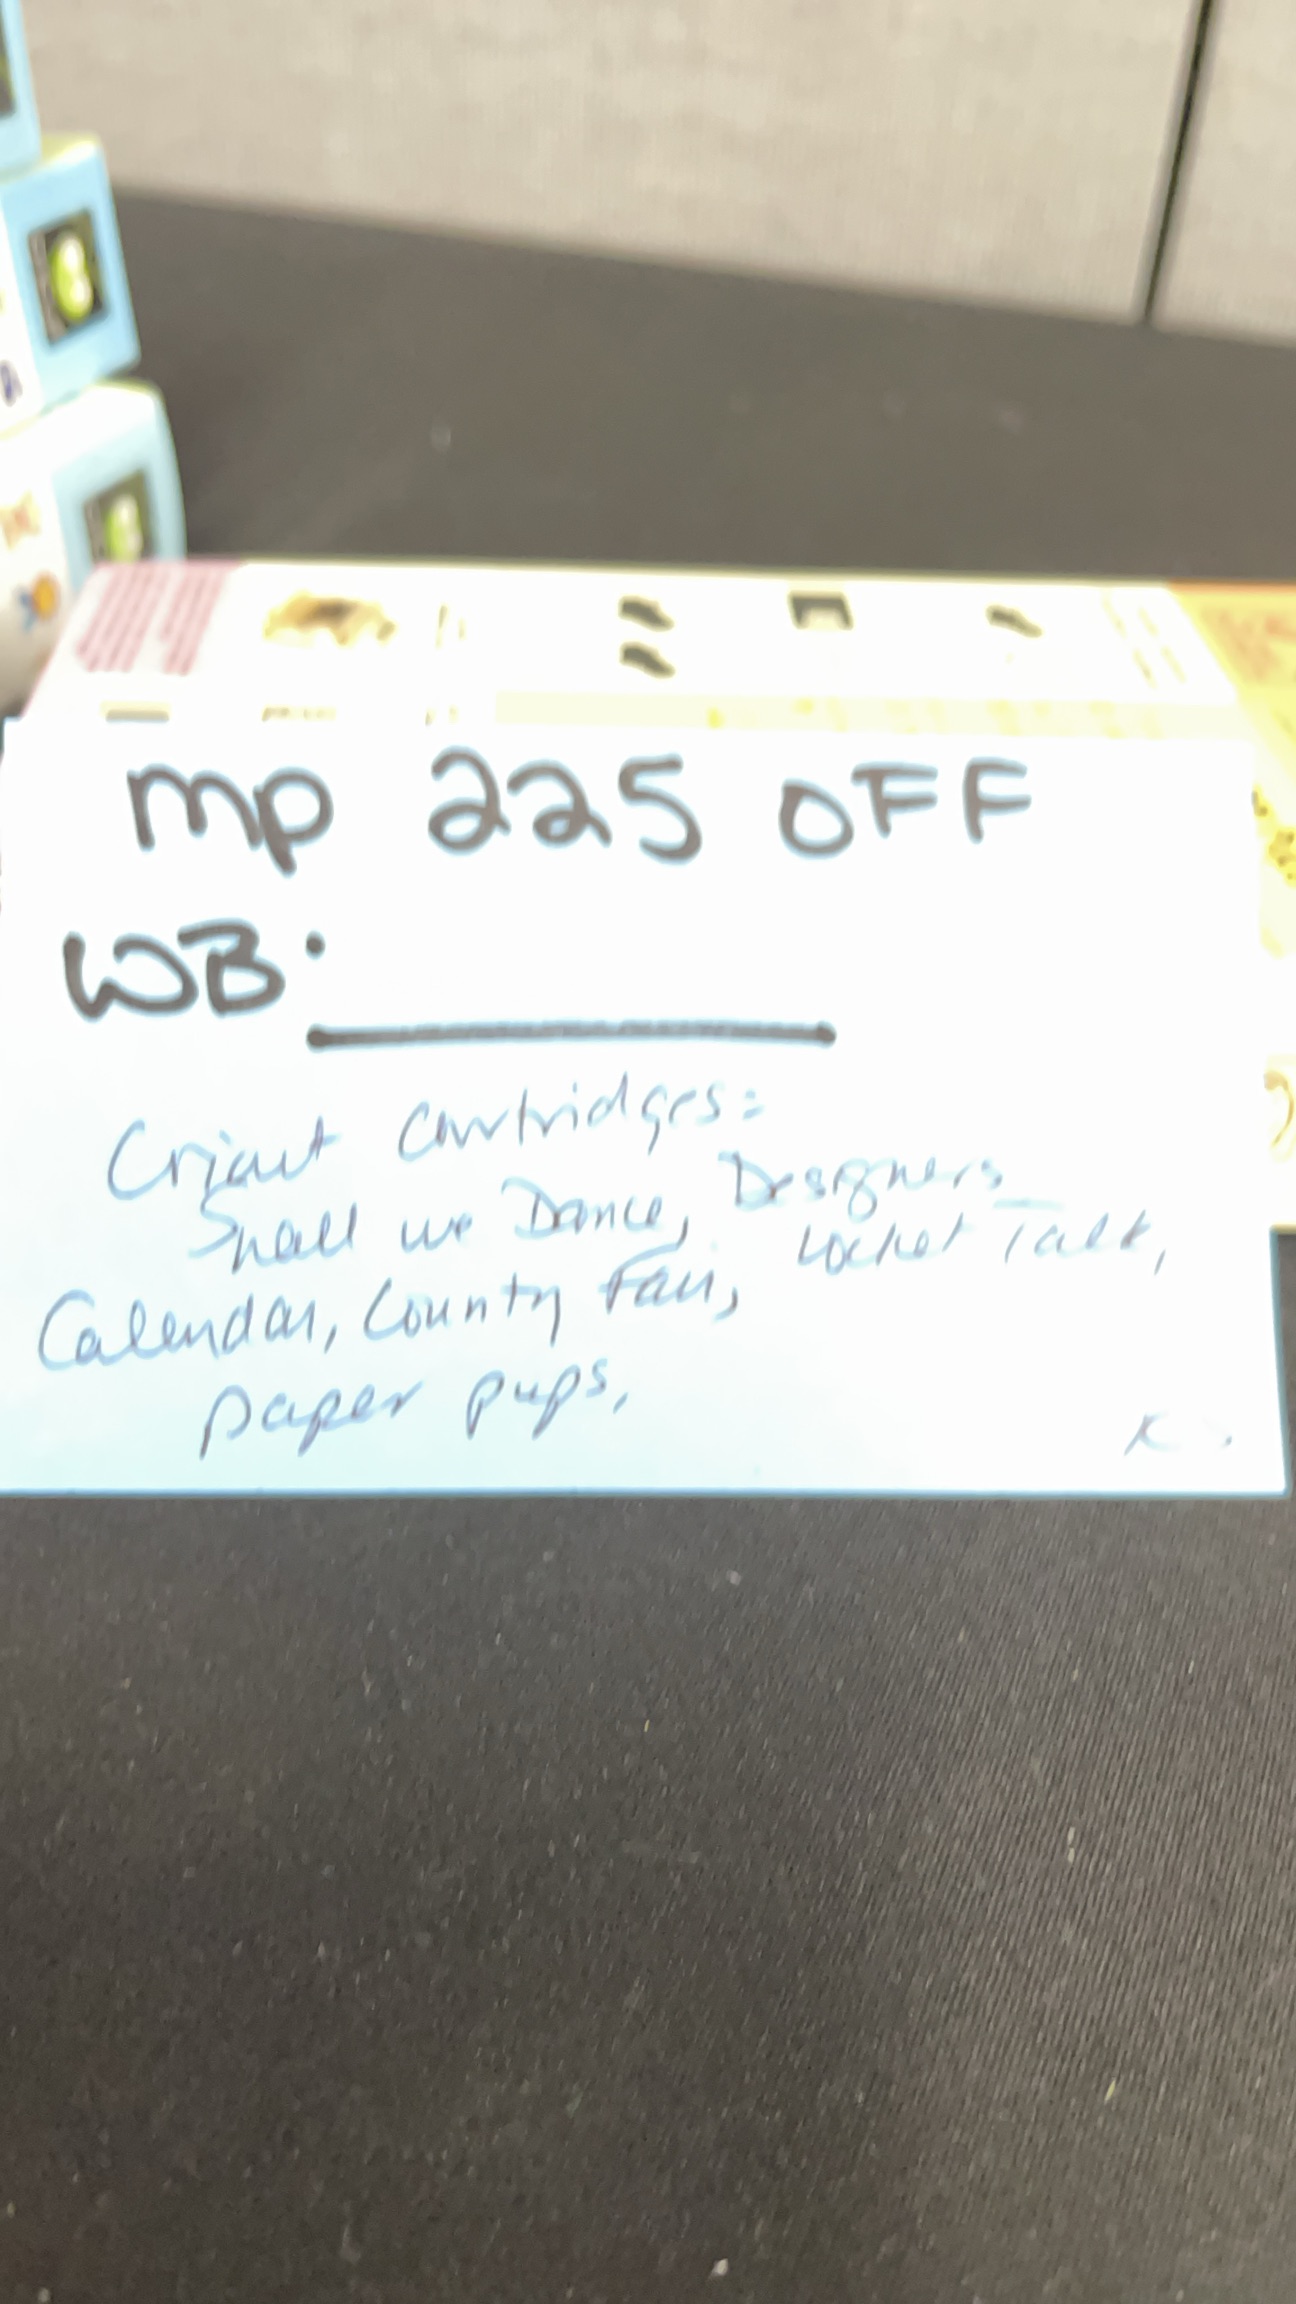 mp 225 OFF
WB:
Cricut Cartridges:
Shall we Dance, Designers
Calendar, County Fair, Locker Talk,
paper pups,